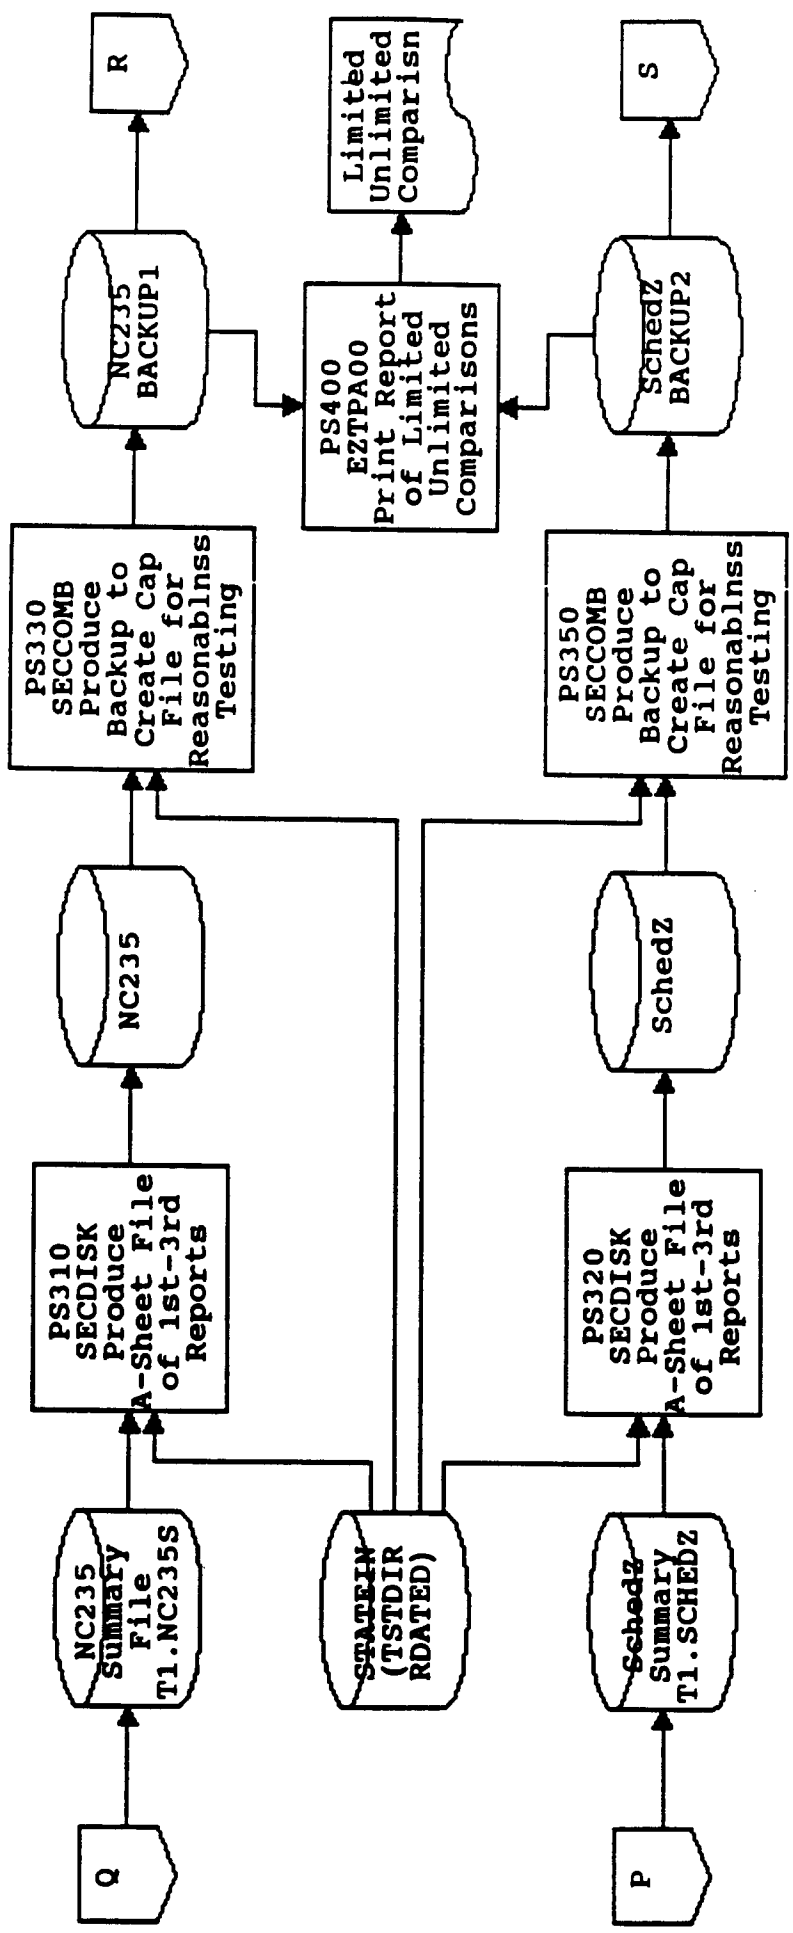 Q
NC235
Summary
File
T1.NC235S
PS310
SECDISK
Produce
A-Sheet File
of 1st-3rd
Reports
NC235
PS330
SECCOMB
Produce
Backup to
Create Cap
File for
Reasonablnss
Testing
NC235
BACKUP1
R
STATEIN
(TSTDIR
RDATED)
PS400
EZTPA00
Print Report
of Limited
Unlimited
Comparisons
Limited
Unlimited
Comparisn
P
SchedZ
Summary
T1.SCHEDZ
PS320
SECDISK
Produce
A-Sheet File
of 1st-3rd
Reports
SchedZ
PS350
SECCOMB
Produce
Backup to
Create Cap
File for
Reasonablnss
Testing
SchedZ
BACKUP2
S